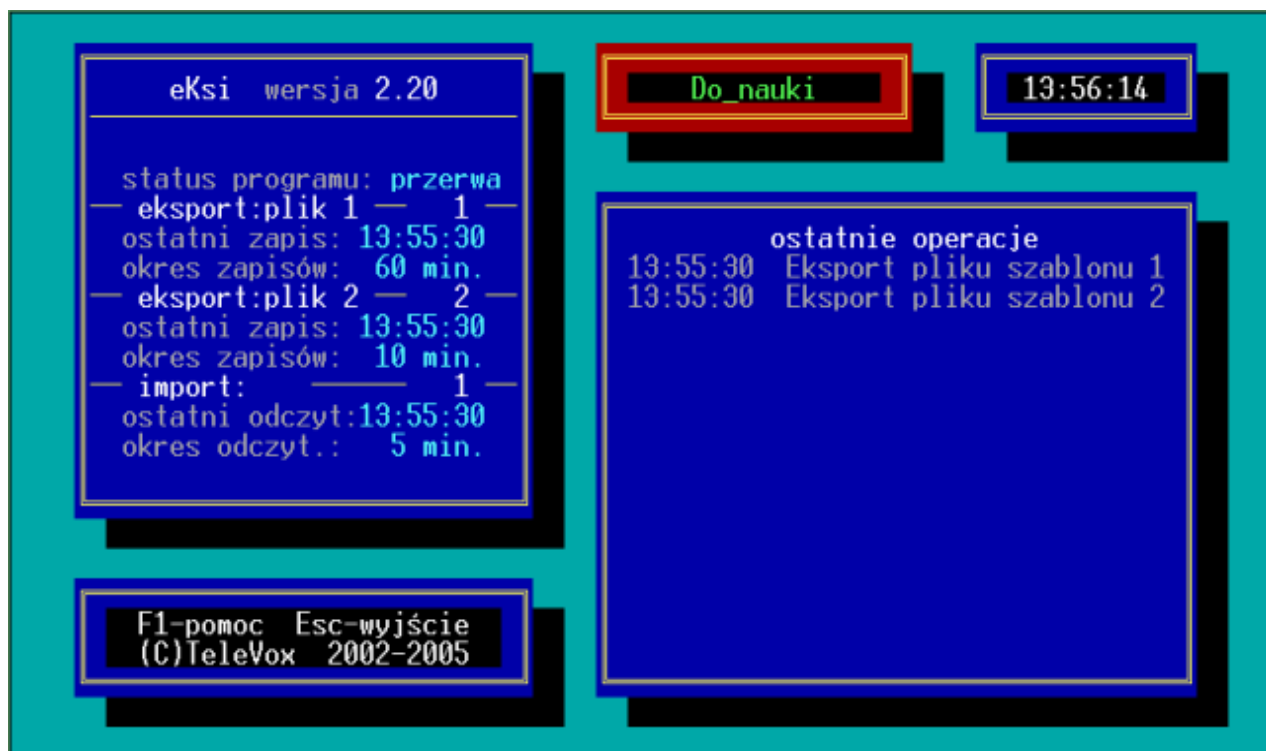 eKsi wersja 2.20
status programu: przerwa
eksport:plik 1 — 1
ostatni zapis: 13:55:30
okres zapisów: 60 min.
eksport:plik 2 — 2
ostatni zapis: 13:55:30
okres zapisów: 10 min.
import: 1
ostatni odczyt:13:55:30
okres odczyt.: 5 min.
F1-pomoc Esc-wyjście
(C)TeleVox 2002-2005
Do_nauki
13:56:14
ostatnie operacje
13:55:30 Eksport pliku szablonu 1
13:55:30 Eksport pliku szablonu 2